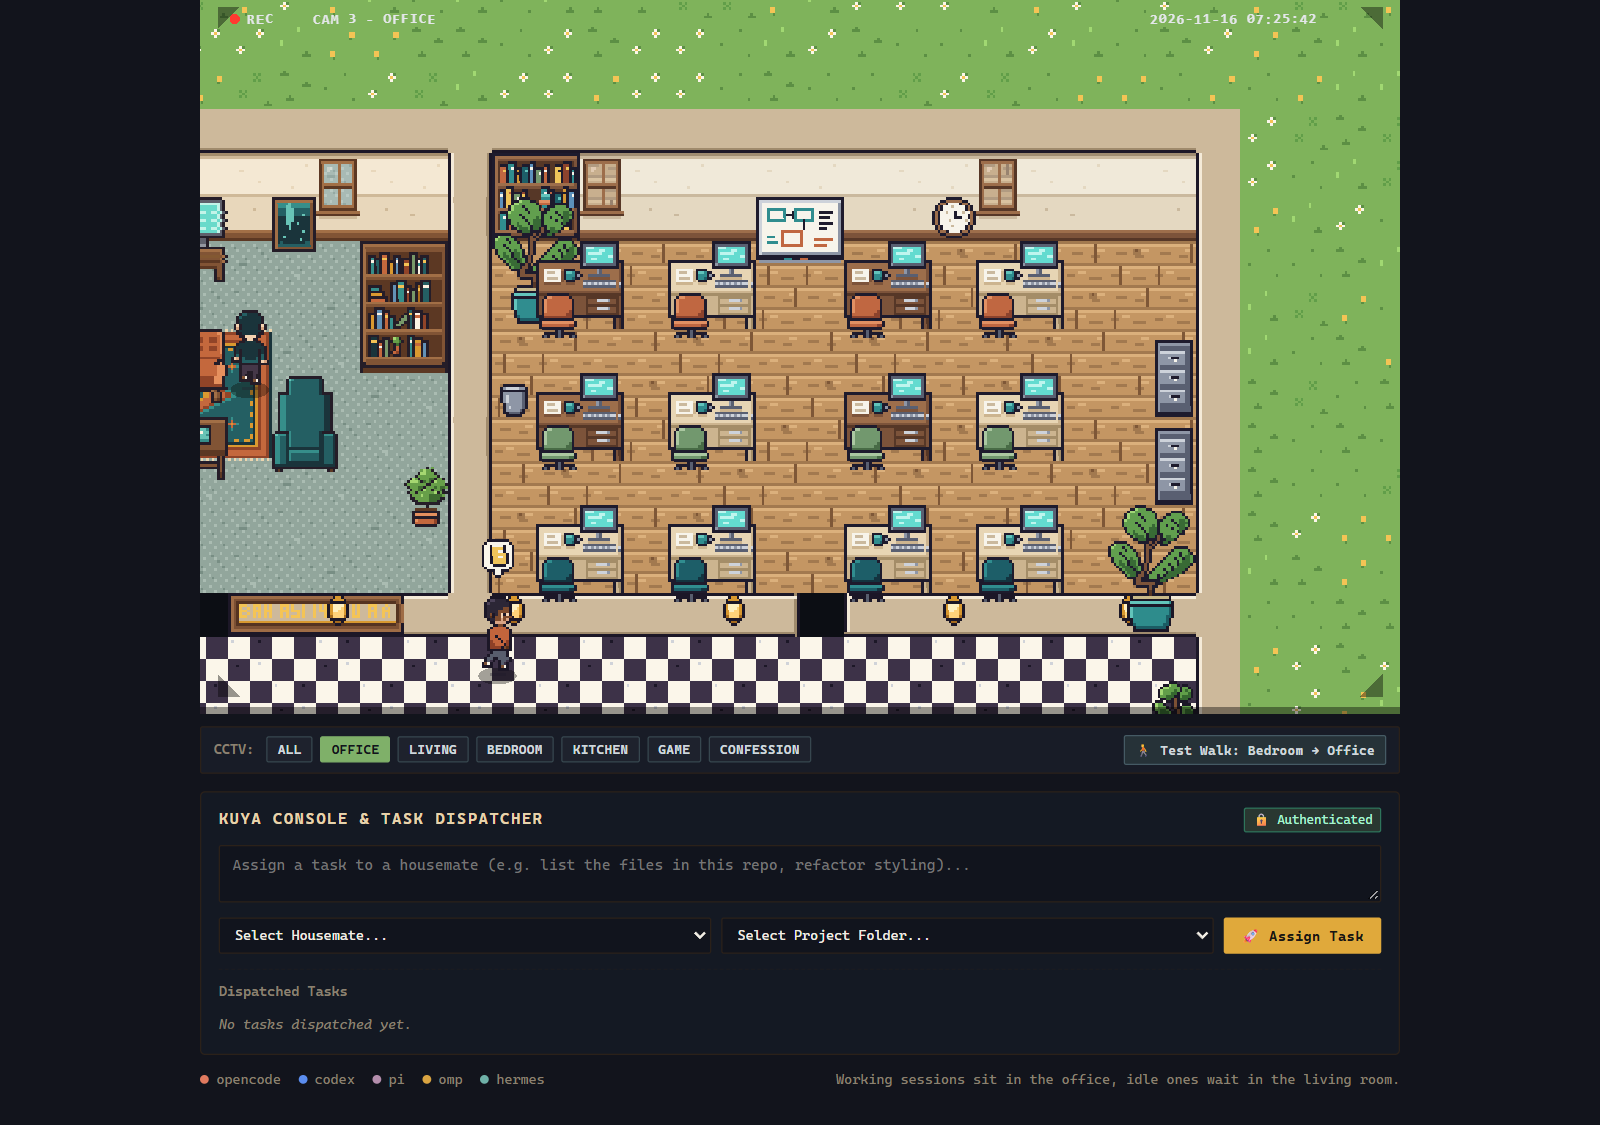 REC
CAM 3 - OFFICE
2026-11-16 07:25:42
CCTV:
ALL
OFFICE
LIVING
BEDROOM
KITCHEN
GAME
CONFESSION
Test Walk: Bedroom → Office
KUYA CONSOLE & TASK DISPATCHER
Authenticated
Assign a task to a housemate (e.g. list the files in this repo, refactor styling)...
Select Housemate...
Select Project Folder...
Assign Task
Dispatched Tasks
No tasks dispatched yet.
opencode
codex
pi
omp
hermes
Working sessions sit in the office, idle ones wait in the living room.